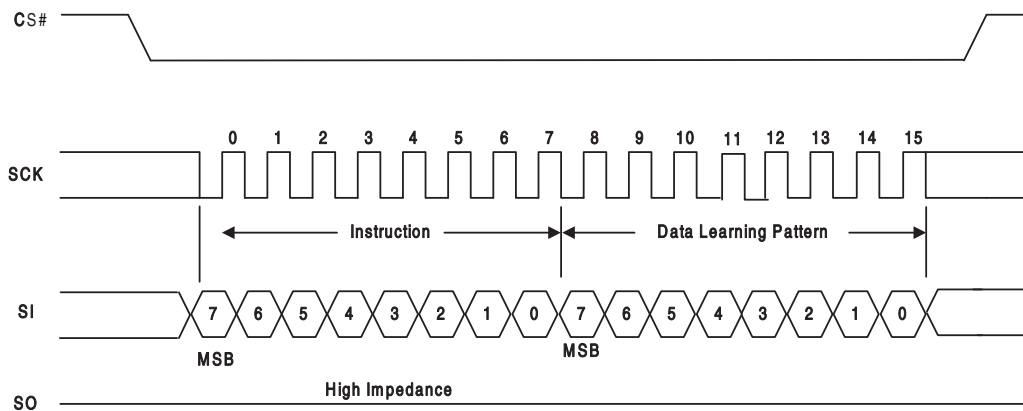 CS#
0 1 2 3 4 5 6 7 8 9 10 11 12 13 14 15
SCK
Instruction Data Learning Pattern
SI 7 6 5 4 3 2 1 0 7 6 5 4 3 2 1 0
MSB MSB
High Impedance
SO